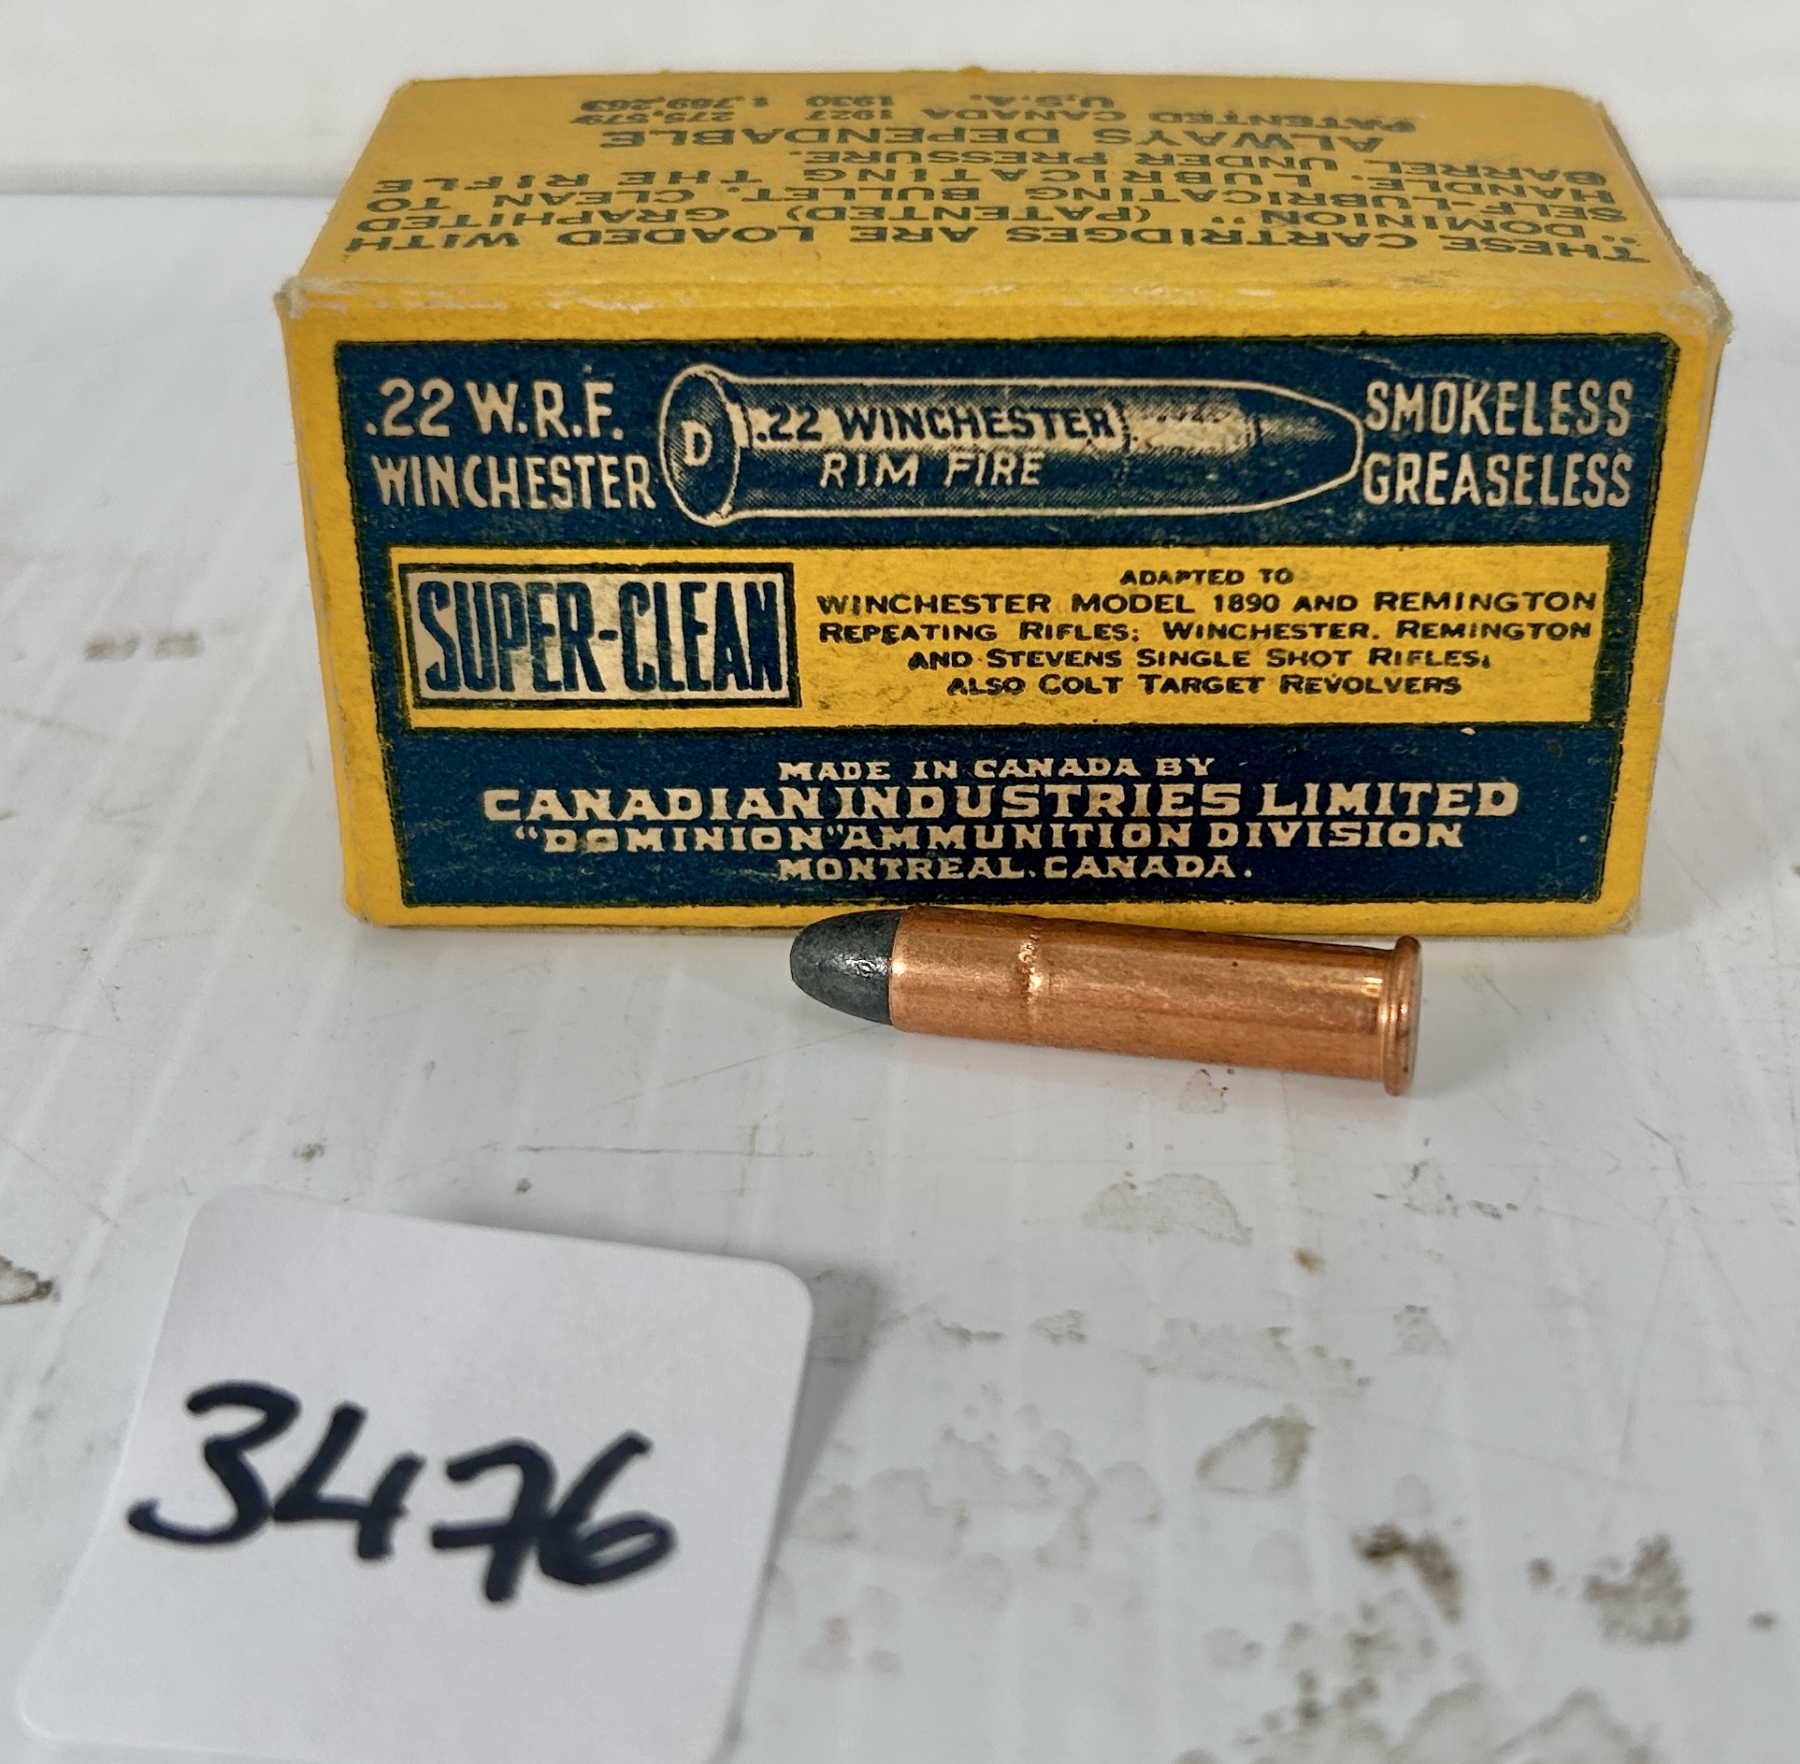 THESE CARTRIDGES ARE LOADED WITH
"DOMINION" (PATENTED) GRAPHITED
SELF-LUBRICATING BULLET. CLEAN TO
HANDLE. LUBRICATING THE RIFLE
BARREL UNDER PRESSURE.
ALWAYS DEPENDABLE
PATENTED CANADA 1927 275,579
U.S.A. 1930 1,789,263
.22 W.R.F.
WINCHESTER
D
.22 WINCHESTER
RIM FIRE
SMOKELESS
GREASELESS
SUPER-CLEAN
ADAPTED TO
WINCHESTER MODEL 1890 AND REMINGTON
REPEATING RIFLES; WINCHESTER, REMINGTON
AND STEVENS SINGLE SHOT RIFLES,
ALSO COLT TARGET REVOLVERS
MADE IN CANADA BY
CANADIAN INDUSTRIES LIMITED
"DOMINION" AMMUNITION DIVISION
MONTREAL. CANADA.
3476